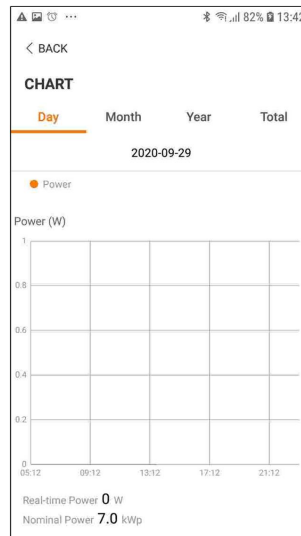 ... 82% 13:42
< BACK
CHART
Day Month Year Total
2020-09-29
Power
Power (W)
1
0.8
0.6
0.4
0.2
0
05:12 09:12 13:12 17:12 21:12
Real-time Power 0 W
Nominal Power 7.0 kWp